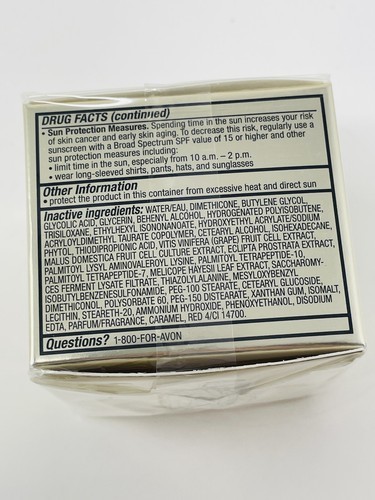 DRUG FACTS (continued)
• Sun Protection Measures. Spending time in the sun increases your risk
of skin cancer and early skin aging. To decrease this risk, regularly use a
sunscreen with a Broad Spectrum SPF value of 15 or higher and other
sun protection measures including:
• limit time in the sun, especially from 10 a.m. – 2 p.m.
• wear long-sleeved shirts, pants, hats, and sunglasses
Other Information
• protect the product in this container from excessive heat and direct sun
Inactive ingredients: WATER/EAU, DIMETHICONE, BUTYLENE GLYCOL,
GLYCOLIC ACID, GLYCERIN, BEHENYL ALCOHOL, HYDROGENATED POLYISOBUTENE,
TRISILOXANE, ETHYLHEXYL ISONONANOATE, HYDROXYETHYL ACRYLATE/SODIUM
ACRYLOYLDIMETHYL TAURATE COPOLYMER, CETEARYL ALCOHOL, ISOHEXADECANE,
PHYTOL, THIODIPROPIONIC ACID, VITIS VINIFERA (GRAPE) FRUIT CELL EXTRACT,
MALUS DOMESTICA FRUIT CELL CULTURE EXTRACT, ECLIPTA PROSTRATA EXTRACT,
PALMITOYL LYSYL AMINOVALEROYL LYSINE, PALMITOYL TETRAPEPTIDE-10,
PALMITOYL TETRAPEPTIDE-7, MELICOPE HAYESII LEAF EXTRACT, SACCHAROMY-
CES FERMENT LYSATE FILTRATE, THIAZOLYLALANINE, MESYLOXYBENZYL
ISOBUTYLBENZENESULFONAMIDE, PEG-100 STEARATE, CETEARYL GLUCOSIDE,
DIMETHICONOL, POLYSORBATE 60, PEG-150 DISTEARATE, XANTHAN GUM, ISOMALT,
LECITHIN, STEARETH-20, AMMONIUM HYDROXIDE, PHENOXYETHANOL, DISODIUM
EDTA, PARFUM/FRAGRANCE, CARAMEL, RED 4/CI 14700.
Questions? 1-800-FOR-AVON